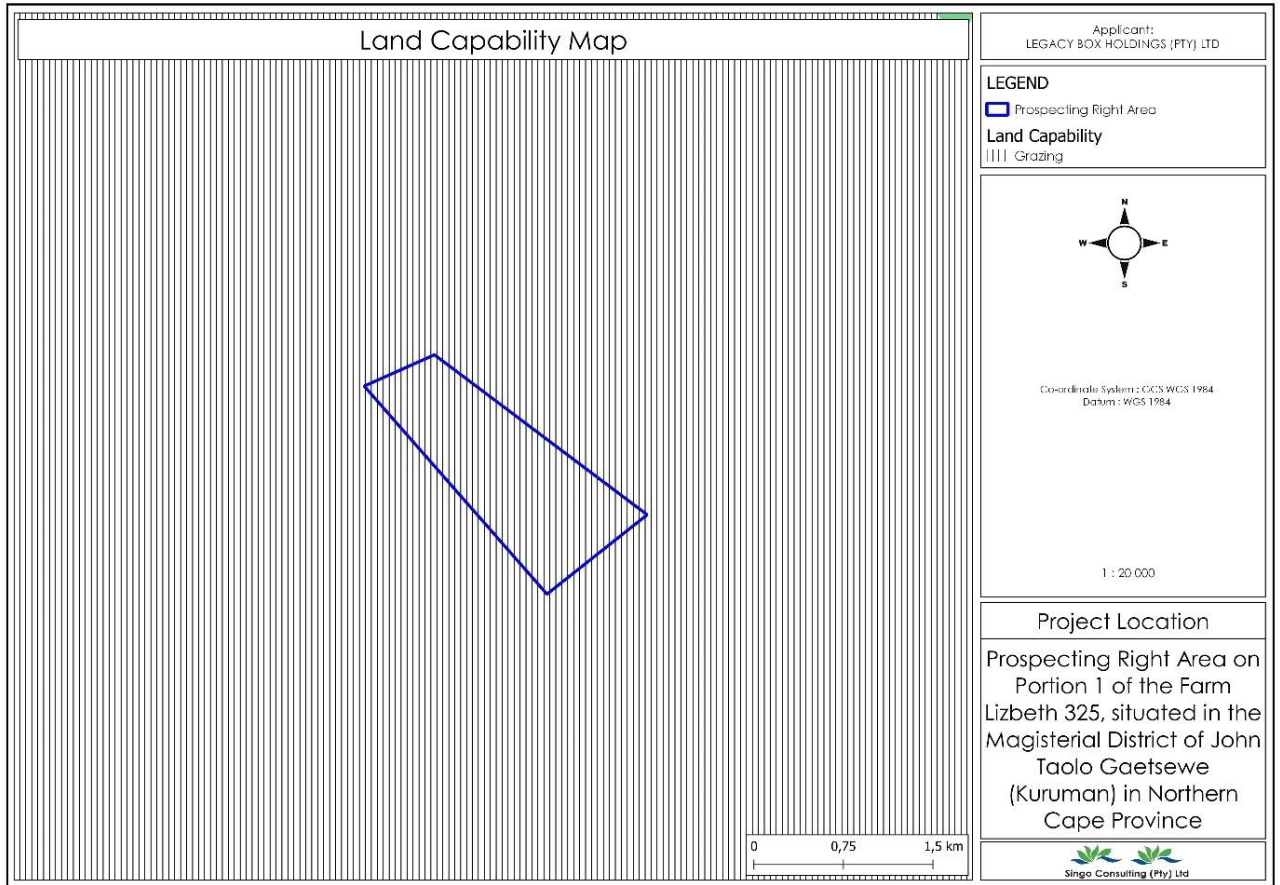 Land Capability Map
Applicant:
LEGACY BOX HOLDINGS (PTY) LTD
LEGEND
Prospecting Right Area
Land Capability
Grazing
N
W E
S
Co-ordinate System : GCS WGS 1984
Datum : WGS 1984
1 : 20 000
Project Location
Prospecting Right Area on
Portion 1 of the Farm
Lizbeth 325, situated in the
Magisterial District of John
Taolo Gaetsewe
(Kuruman) in Northern
Cape Province
0 0,75 1,5 km
Singo Consulting (Pty) Ltd